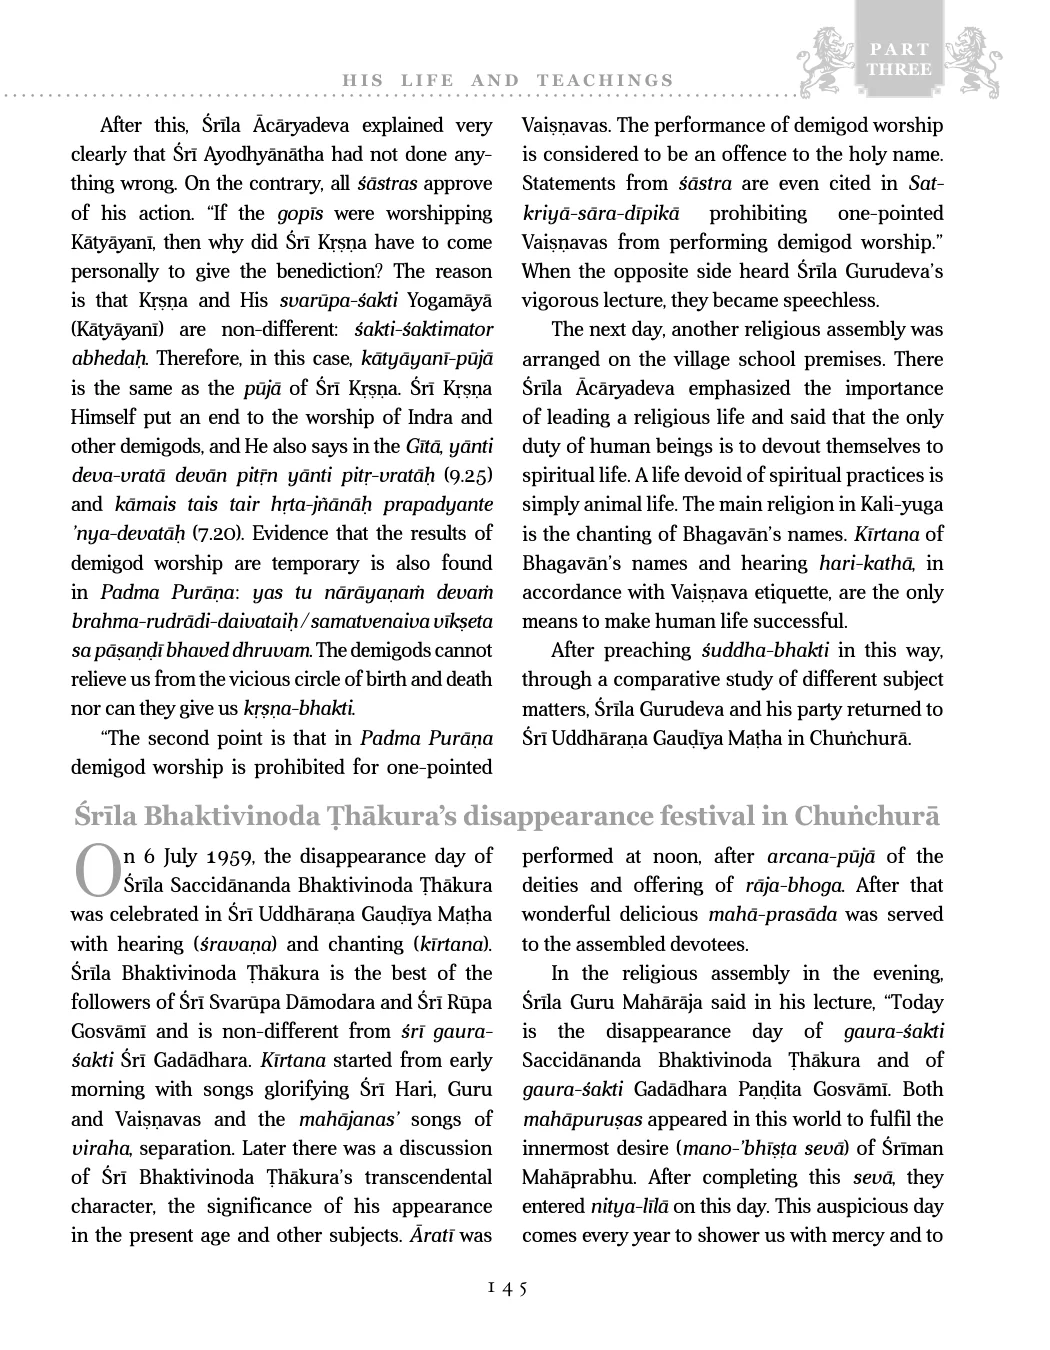 PART
THREE
HIS LIFE AND TEACHINGS
After this, Śrīla Ācāryadeva explained very
clearly that Śrī Ayodhyānātha had not done any-
thing wrong. On the contrary, all śāstras approve
of his action. “If the gopīs were worshipping
Kātyāyanī, then why did Śrī Kṛṣṇa have to come
personally to give the benediction? The reason
is that Kṛṣṇa and His svarūpa-śakti Yogamāyā
(Kātyāyanī) are non-different: śakti-śaktimator
abhedaḥ. Therefore, in this case, kātyāyanī-pūjā
is the same as the pūjā of Śrī Kṛṣṇa. Śrī Kṛṣṇa
Himself put an end to the worship of Indra and
other demigods, and He also says in the Gītā, yānti
deva-vratā devān pitṝn yānti pitṛ-vratāḥ (9.25)
and kāmais tais tair hṛta-jñānāḥ prapadyante
’nya-devatāḥ (7.20). Evidence that the results of
demigod worship are temporary is also found
in Padma Purāṇa: yas tu nārāyaṇaṁ devaṁ
brahma-rudrādi-daivataiḥ / samatvenaiva vīkṣeta
sa pāṣaṇḍī bhaved dhruvam. The demigods cannot
relieve us from the vicious circle of birth and death
nor can they give us kṛṣṇa-bhakti.
“The second point is that in Padma Purāṇa
demigod worship is prohibited for one-pointed
Vaiṣṇavas. The performance of demigod worship
is considered to be an offence to the holy name.
Statements from śāstra are even cited in Sat-
kriyā-sāra-dīpikā prohibiting one-pointed
Vaiṣṇavas from performing demigod worship.”
When the opposite side heard Śrīla Gurudeva’s
vigorous lecture, they became speechless.
The next day, another religious assembly was
arranged on the village school premises. There
Śrīla Ācāryadeva emphasized the importance
of leading a religious life and said that the only
duty of human beings is to devout themselves to
spiritual life. A life devoid of spiritual practices is
simply animal life. The main religion in Kali-yuga
is the chanting of Bhagavān’s names. Kīrtana of
Bhagavān’s names and hearing hari-kathā, in
accordance with Vaiṣṇava etiquette, are the only
means to make human life successful.
After preaching śuddha-bhakti in this way,
through a comparative study of different subject
matters, Śrīla Gurudeva and his party returned to
Śrī Uddhāraṇa Gauḍīya Maṭha in Chuṅchurā.
Śrīla Bhaktivinoda Ṭhākura’s disappearance festival in Chuṅchurā
On 6 July 1959, the disappearance day of
Śrīla Saccidānanda Bhaktivinoda Ṭhākura
was celebrated in Śrī Uddhāraṇa Gauḍīya Maṭha
with hearing (śravaṇa) and chanting (kīrtana).
Śrīla Bhaktivinoda Ṭhākura is the best of the
followers of Śrī Svarūpa Dāmodara and Śrī Rūpa
Gosvāmī and is non-different from śrī gaura-
śakti Śrī Gadādhara. Kīrtana started from early
morning with songs glorifying Śrī Hari, Guru
and Vaiṣṇavas and the mahājanas’ songs of
viraha, separation. Later there was a discussion
of Śrī Bhaktivinoda Ṭhākura’s transcendental
character, the significance of his appearance
in the present age and other subjects. Āratī was
performed at noon, after arcana-pūjā of the
deities and offering of rāja-bhoga. After that
wonderful delicious mahā-prasāda was served
to the assembled devotees.
In the religious assembly in the evening,
Śrīla Guru Mahārāja said in his lecture, “Today
is the disappearance day of gaura-śakti
Saccidānanda Bhaktivinoda Ṭhākura and of
gaura-śakti Gadādhara Paṇḍita Gosvāmī. Both
mahāpuruṣas appeared in this world to fulfil the
innermost desire (mano-’bhīṣṭa sevā) of Śrīman
Mahāprabhu. After completing this sevā, they
entered nitya-līlā on this day. This auspicious day
comes every year to shower us with mercy and to
145